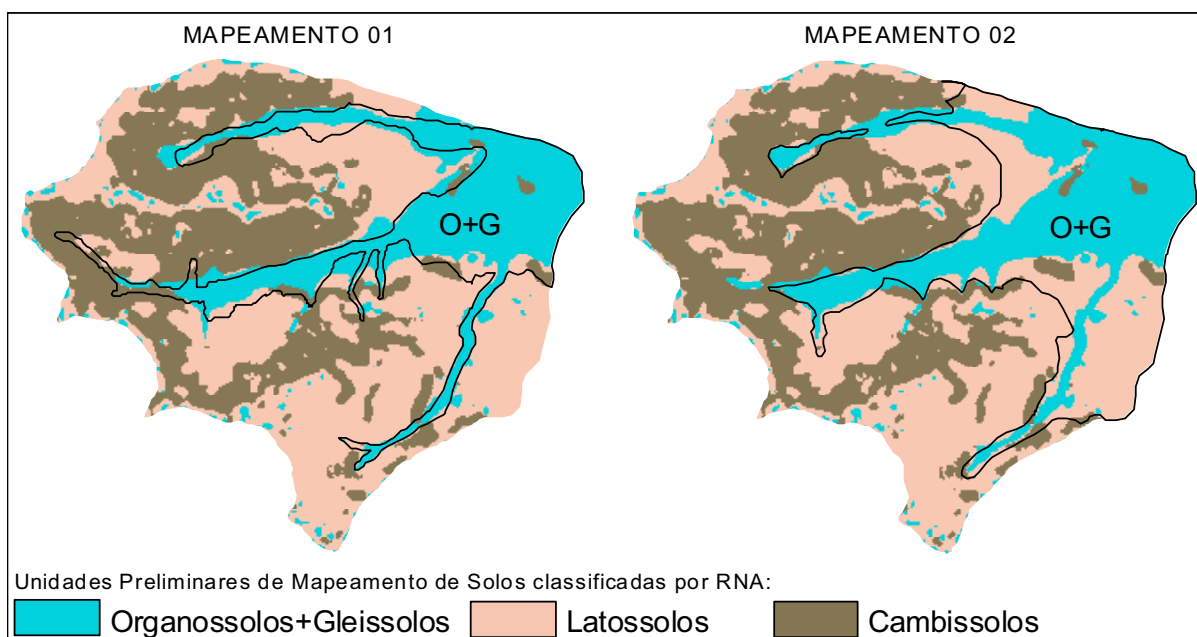 MAPEAMENTO 01
MAPEAMENTO 02
O+G
O+G
Unidades Preliminares de Mapeamento de Solos classificadas por RNA:
Organossolos+Gleissolos
Latossolos
Cambissolos